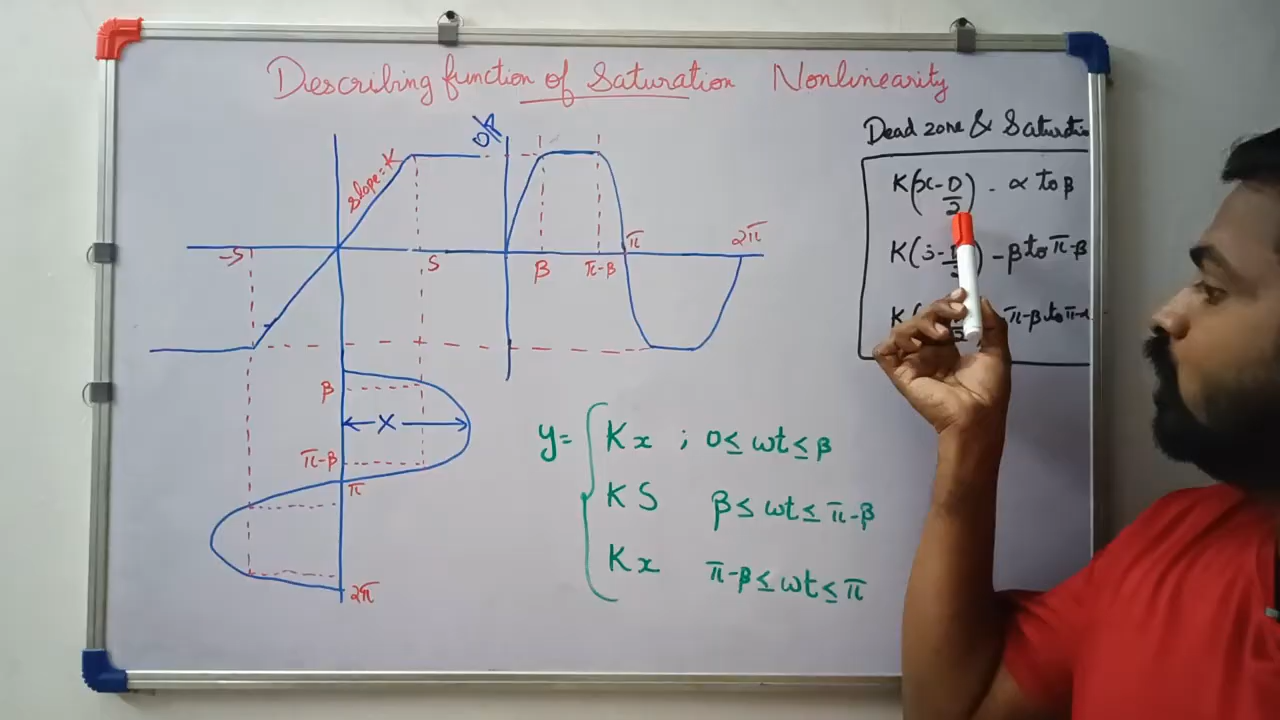 Describing function of Saturation Nonlinearity
Dead zone & Saturatio
K(x-D/2) - α to β
K(s- ) - β to π-β
π-β to π-α
slope=K
-S
S
β
π-β
π
2π
β
X
π-β
π
2π
y= { Kx ; 0≤ ωt ≤ β
KS β ≤ ωt ≤ π-β
Kx π-β ≤ ωt ≤ π